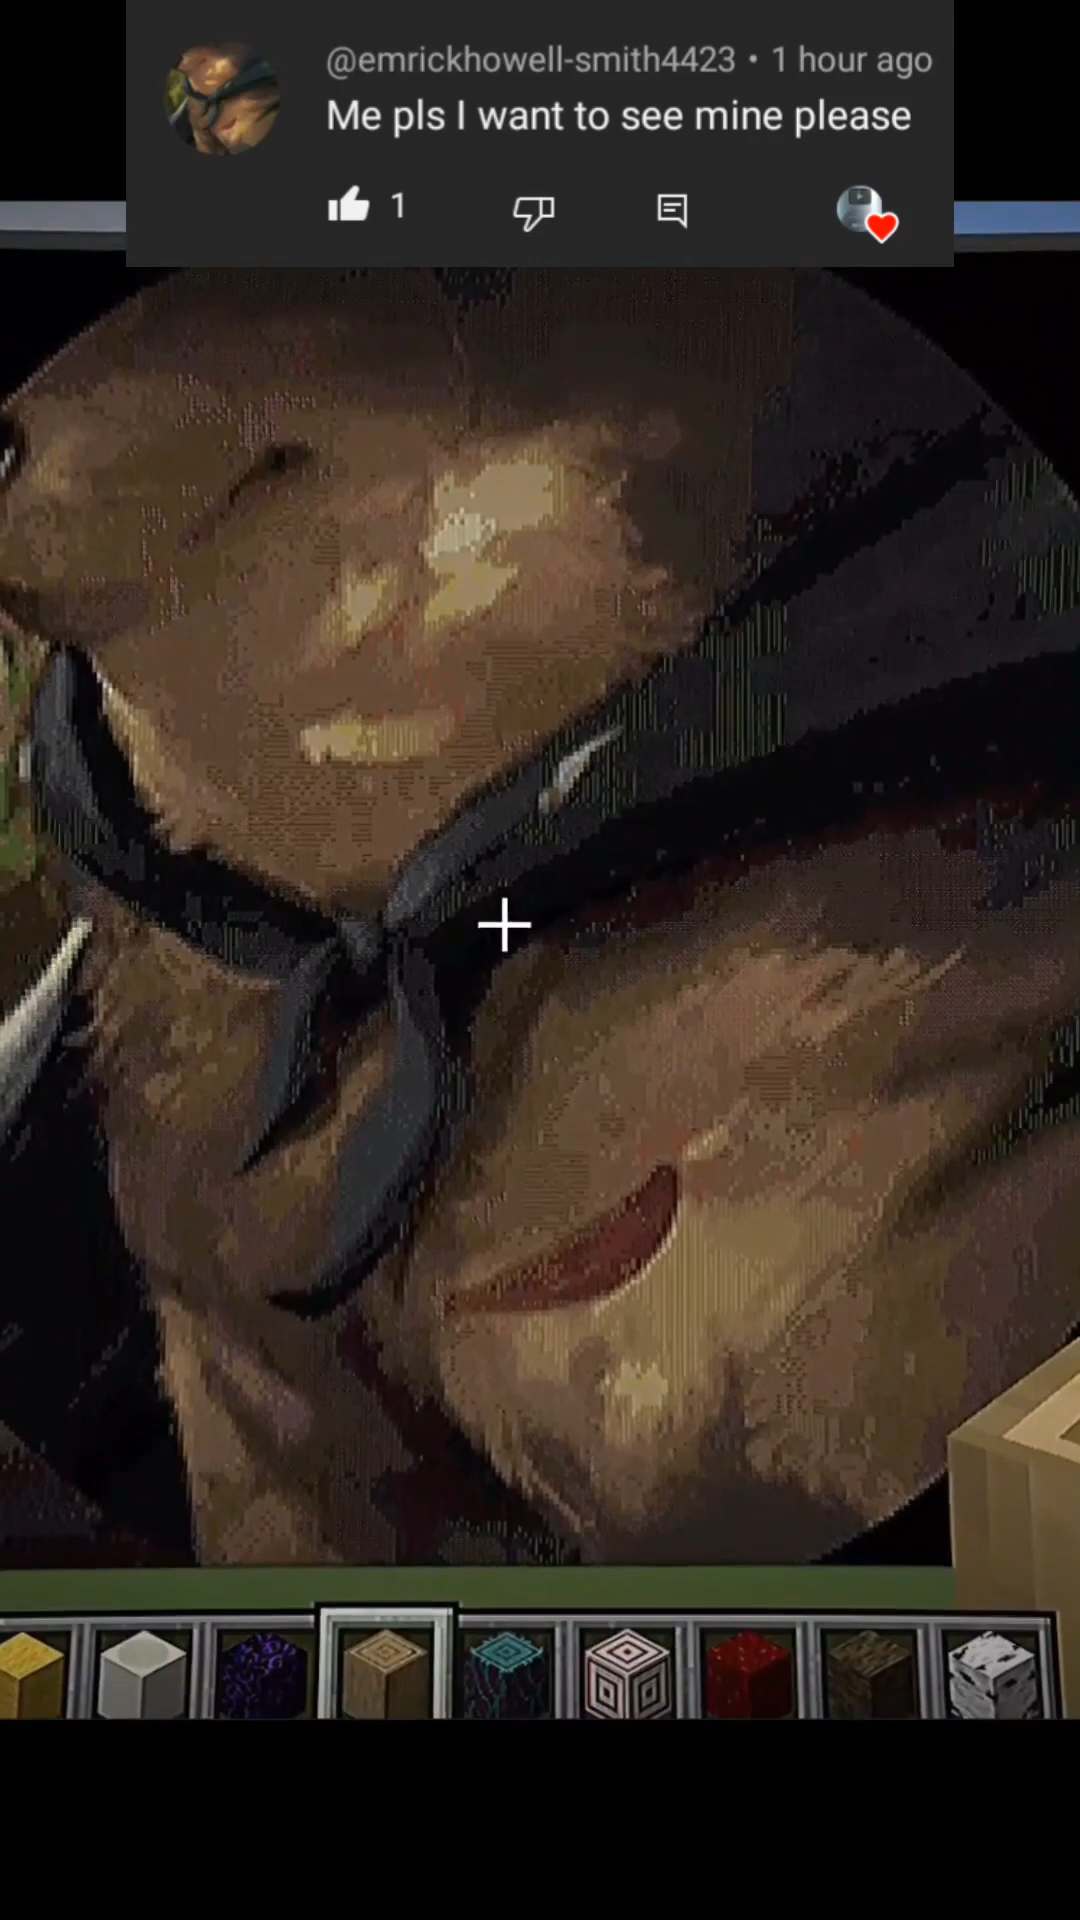 @emrickhowell-smith4423 • 1 hour ago
Me pls I want to see mine please
1